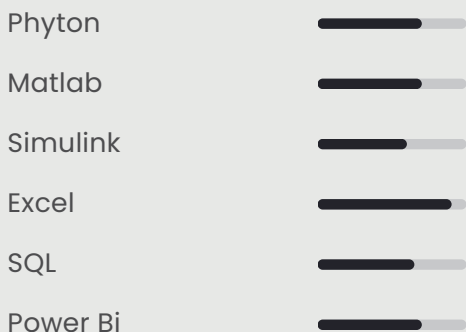 Phyton
Matlab
Simulink
Excel
SQL
Power Bi